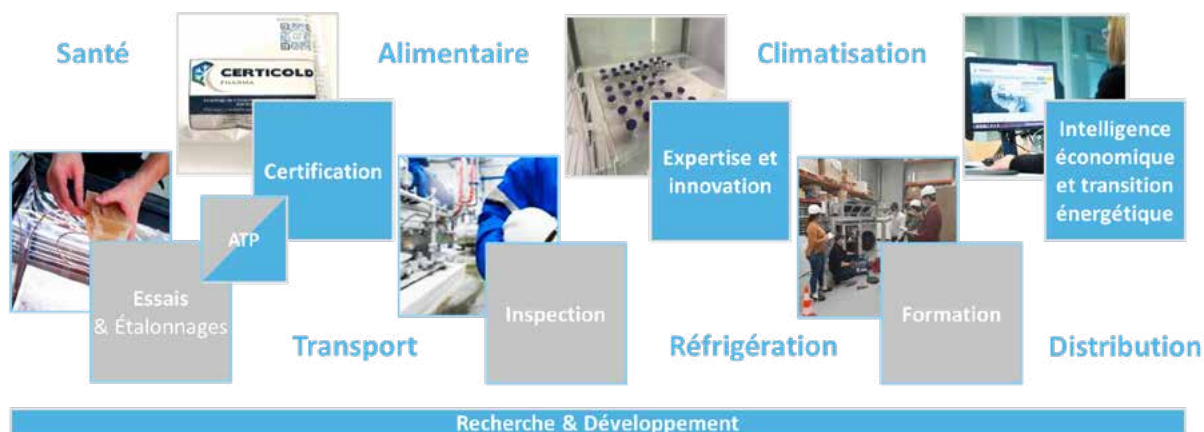 Santé
Alimentaire
Climatisation
CERTICOLD
PHARMA
Certification
Expertise et
innovation
Intelligence
économique
et transition
énergétique
ATP
Essais
& Étalonnages
Inspection
Formation
Transport
Réfrigération
Distribution
Recherche & Développement